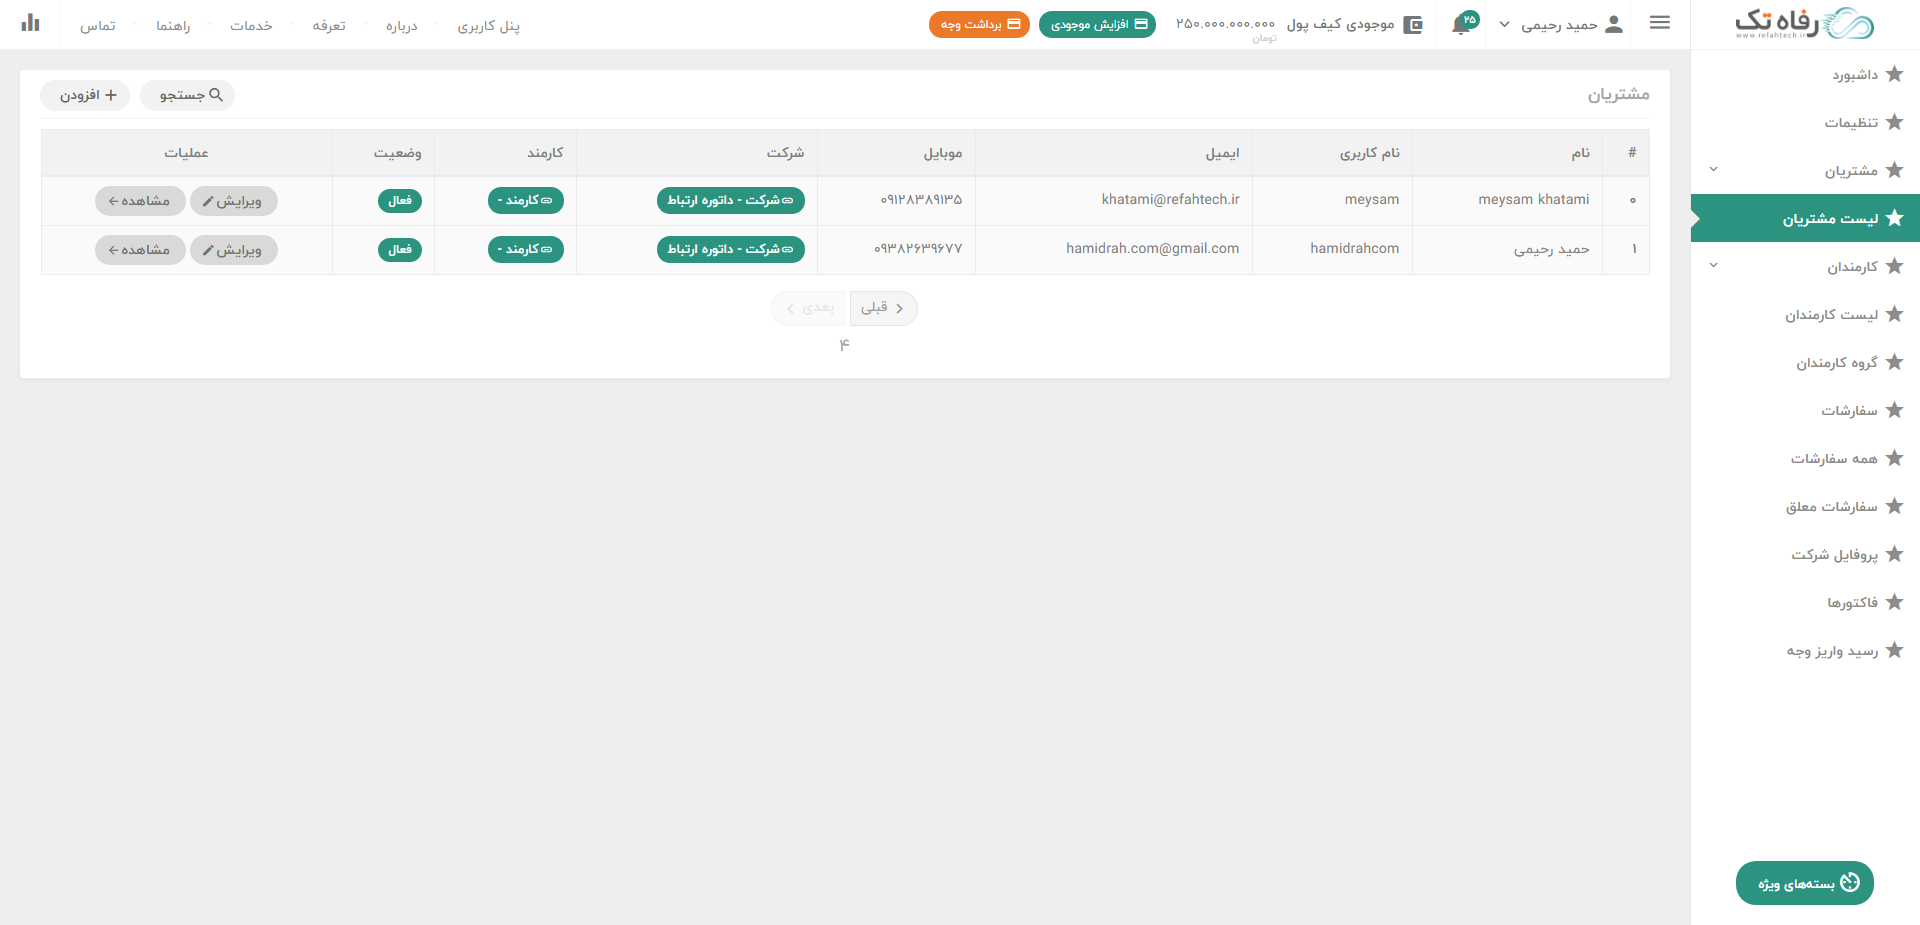 رفاه تک
www.refahtech.ir
حمید رحیمی
۲۵
موجودی کیف پول ۲۵۰.۰۰۰.۰۰۰.۰۰۰
تومان
افزایش موجودی
برداشت وجه
پنل کاربری
درباره
تعرفه
خدمات
راهنما
تماس
داشبورد
تنظیمات
مشتریان
لیست مشتریان
کارمندان
لیست کارمندان
گروه کارمندان
سفارشات
همه سفارشات
سفارشات معلق
پروفایل شرکت
فاکتورها
رسید واریز وجه
بسته‌های ویژه
مشتریان
جستجو
افزودن
# نام نام کاربری ایمیل موبایل شرکت کارمند وضعیت عملیات
۰ meysam khatami meysam khatami@refahtech.ir ۰۹۱۲۸۳۸۹۱۳۵ شرکت - داتوره ارتباط کارمند - فعال ویرایش مشاهده
۱ حمید رحیمی hamidrahcom hamidrah.com@gmail.com ۰۹۳۸۲۶۳۹۶۷۷ شرکت - داتوره ارتباط کارمند - فعال ویرایش مشاهده
قبلی
بعدی
۴